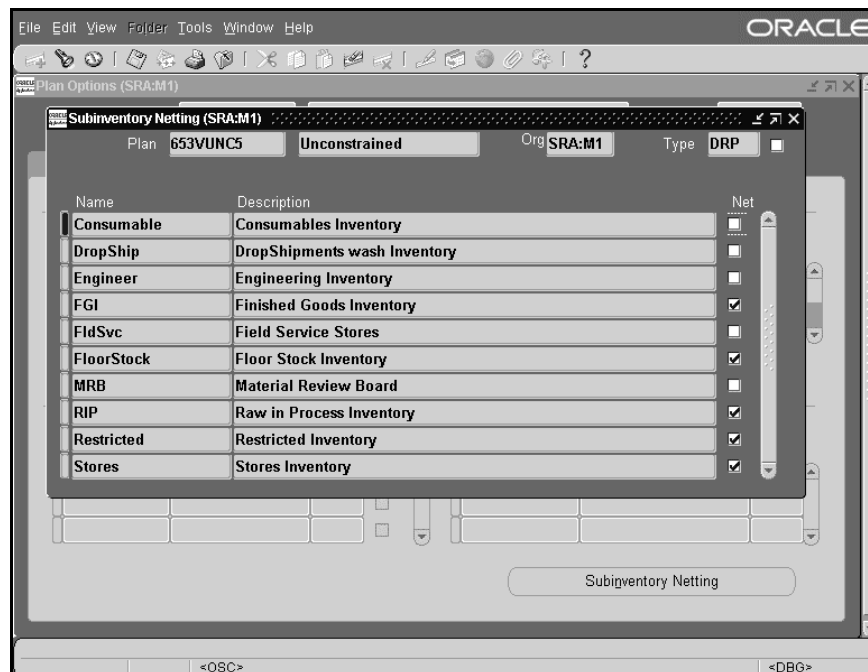 File Edit View Folder Tools Window Help
ORACLE
Plan Options (SRA:M1)
Subinventory Netting (SRA:M1)
Plan 653VUNC5 Unconstrained Org SRA:M1 Type DRP
Name Description Net
Consumable Consumables Inventory
DropShip DropShipments wash Inventory
Engineer Engineering Inventory
FGI Finished Goods Inventory
FldSvc Field Service Stores
FloorStock Floor Stock Inventory
MRB Material Review Board
RIP Raw in Process Inventory
Restricted Restricted Inventory
Stores Stores Inventory
Subinventory Netting
<OSC> <DBG>